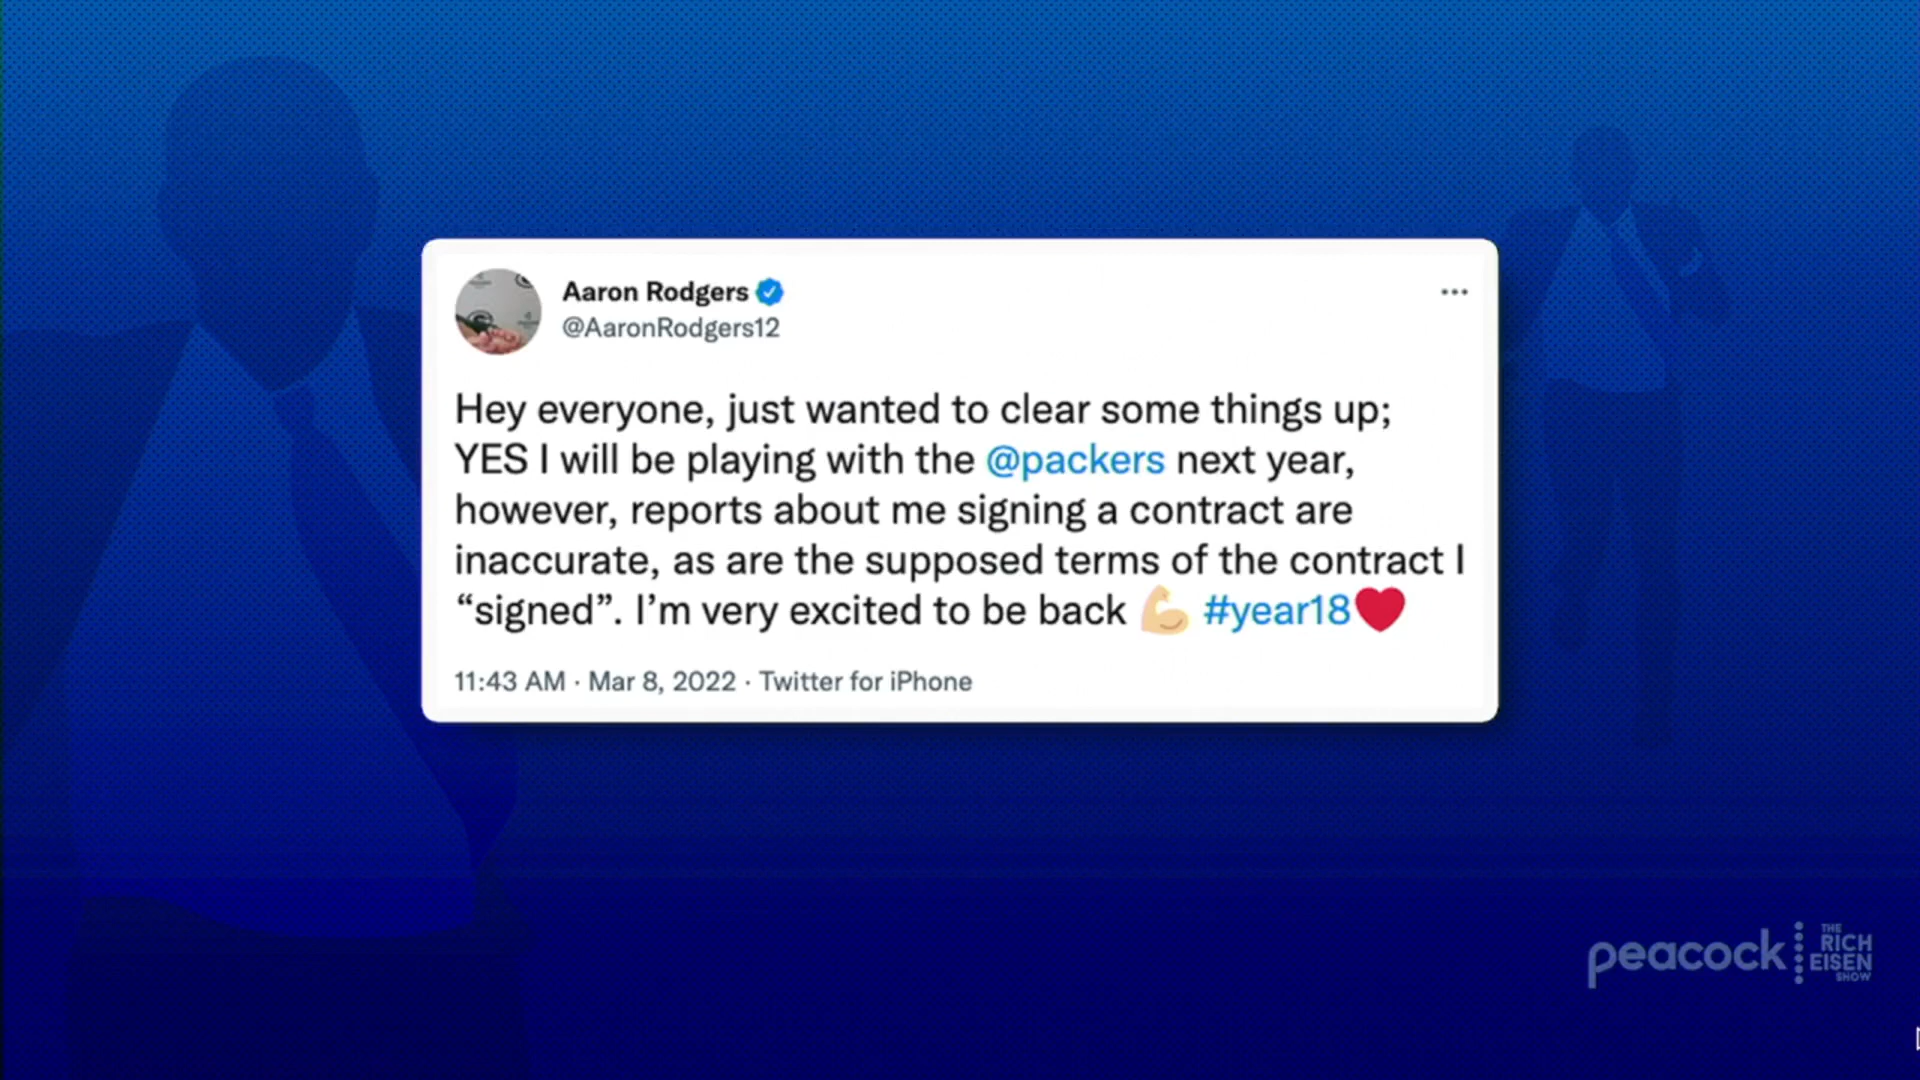 Aaron Rodgers
@AaronRodgers12
Hey everyone, just wanted to clear some things up;
YES I will be playing with the @packers next year,
however, reports about me signing a contract are
inaccurate, as are the supposed terms of the contract I
“signed”. I’m very excited to be back 💪🏼 #year18❤️
11:43 AM · Mar 8, 2022 · Twitter for iPhone
peacock
THE
RICH
EISEN
SHOW